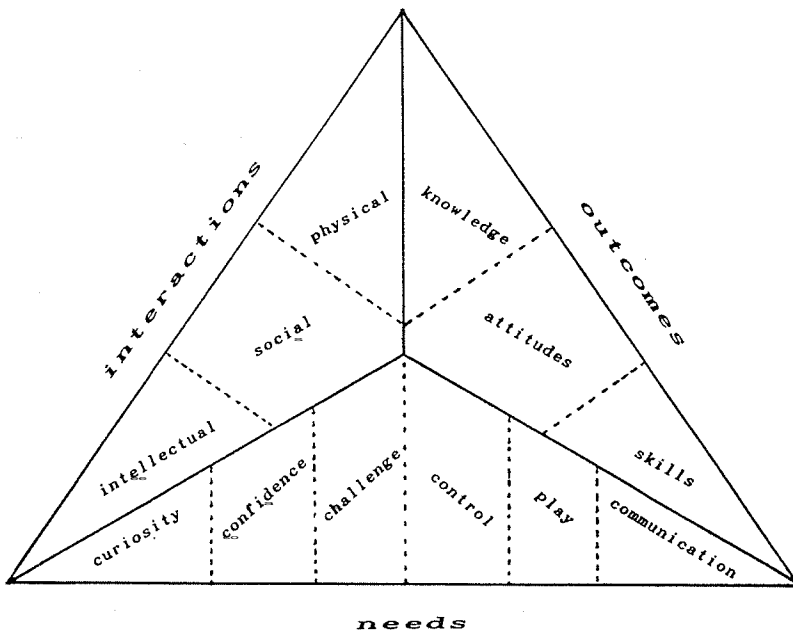 interactions
outcomes
physical
knowledge
social
attitudes
intellectual
skills
curiosity
confidence
challenge
control
play
communication
needs